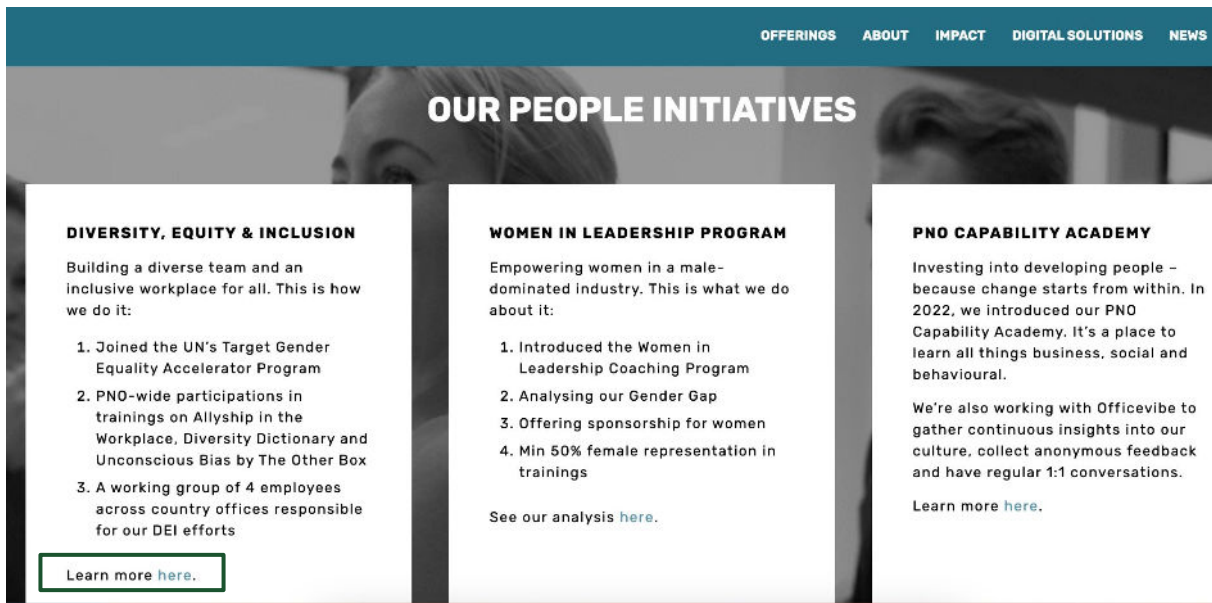 OFFERINGS ABOUT IMPACT DIGITAL SOLUTIONS NEWS
OUR PEOPLE INITIATIVES
DIVERSITY, EQUITY & INCLUSION
Building a diverse team and an
inclusive workplace for all. This is how
we do it:
1. Joined the UN's Target Gender
Equality Accelerator Program
2. PNO-wide participations in
trainings on Allyship in the
Workplace, Diversity Dictionary and
Unconscious Bias by The Other Box
3. A working group of 4 employees
across country offices responsible
for our DEI efforts
Learn more here.
WOMEN IN LEADERSHIP PROGRAM
Empowering women in a male-
dominated industry. This is what we do
about it:
1. Introduced the Women in
Leadership Coaching Program
2. Analysing our Gender Gap
3. Offering sponsorship for women
4. Min 50% female representation in
trainings
See our analysis here.
PNO CAPABILITY ACADEMY
Investing into developing people –
because change starts from within. In
2022, we introduced our PNO
Capability Academy. It's a place to
learn all things business, social and
behavioural.
We're also working with Officevibe to
gather continuous insights into our
culture, collect anonymous feedback
and have regular 1:1 conversations.
Learn more here.